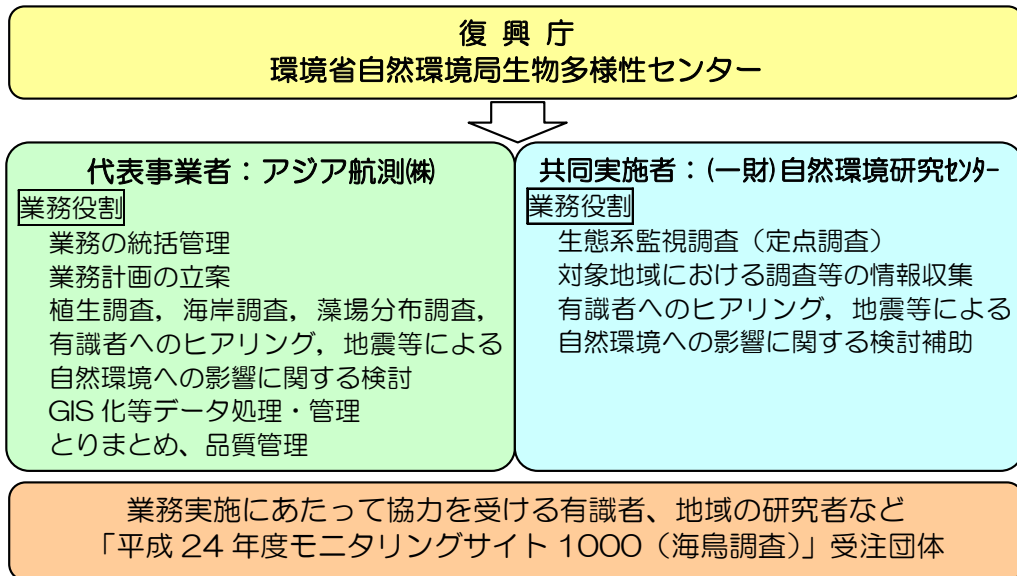 復 興 庁
環境省自然環境局生物多様性センター
代表事業者：アジア航測㈱
業務役割
業務の統括管理
業務計画の立案
植生調査，海岸調査，藻場分布調査，
有識者へのヒアリング，地震等による
自然環境への影響に関する検討
GIS 化等データ処理・管理
とりまとめ、品質管理
共同実施者：(一財)自然環境研究ｾﾝﾀｰ
業務役割
生態系監視調査（定点調査）
対象地域における調査等の情報収集
有識者へのヒアリング，地震等による
自然環境への影響に関する検討補助
業務実施にあたって協力を受ける有識者、地域の研究者など
「平成 24 年度モニタリングサイト 1000（海鳥調査）」受注団体